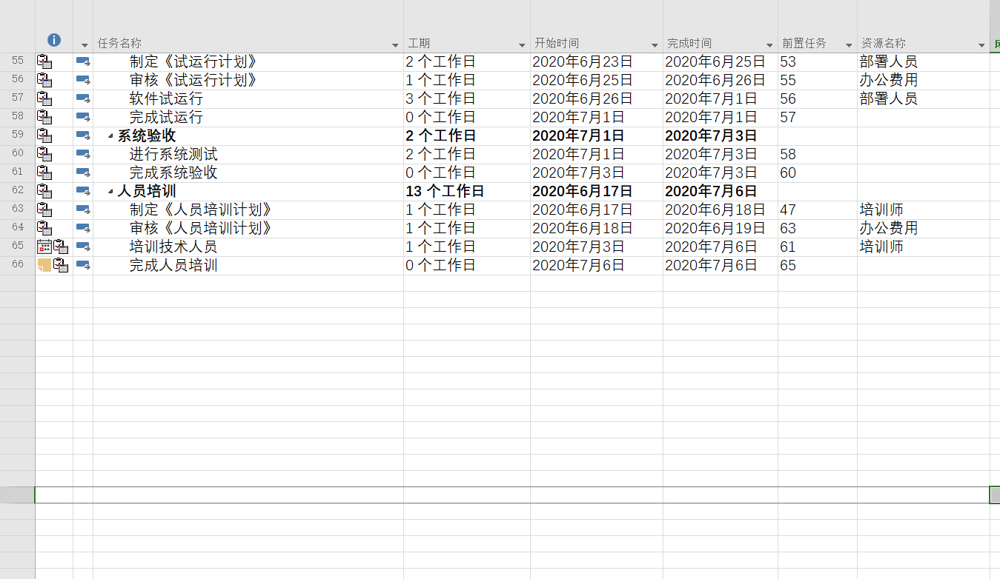 任务名称 工期 开始时间 完成时间 前置任务 资源名称
55 制定《试运行计划》 2 个工作日 2020年6月23日 2020年6月25日 53 部署人员
56 审核《试运行计划》 1 个工作日 2020年6月25日 2020年6月26日 55 办公费用
57 软件试运行 3 个工作日 2020年6月26日 2020年7月1日 56 部署人员
58 完成试运行 0 个工作日 2020年7月1日 2020年7月1日 57
59 系统验收 2 个工作日 2020年7月1日 2020年7月3日
60 进行系统测试 2 个工作日 2020年7月1日 2020年7月3日 58
61 完成系统验收 0 个工作日 2020年7月3日 2020年7月3日 60
62 人员培训 13 个工作日 2020年6月17日 2020年7月6日
63 制定《人员培训计划》 1 个工作日 2020年6月17日 2020年6月18日 47 培训师
64 审核《人员培训计划》 1 个工作日 2020年6月18日 2020年6月19日 63 办公费用
65 培训技术人员 1 个工作日 2020年7月3日 2020年7月6日 61 培训师
66 完成人员培训 0 个工作日 2020年7月6日 2020年7月6日 65